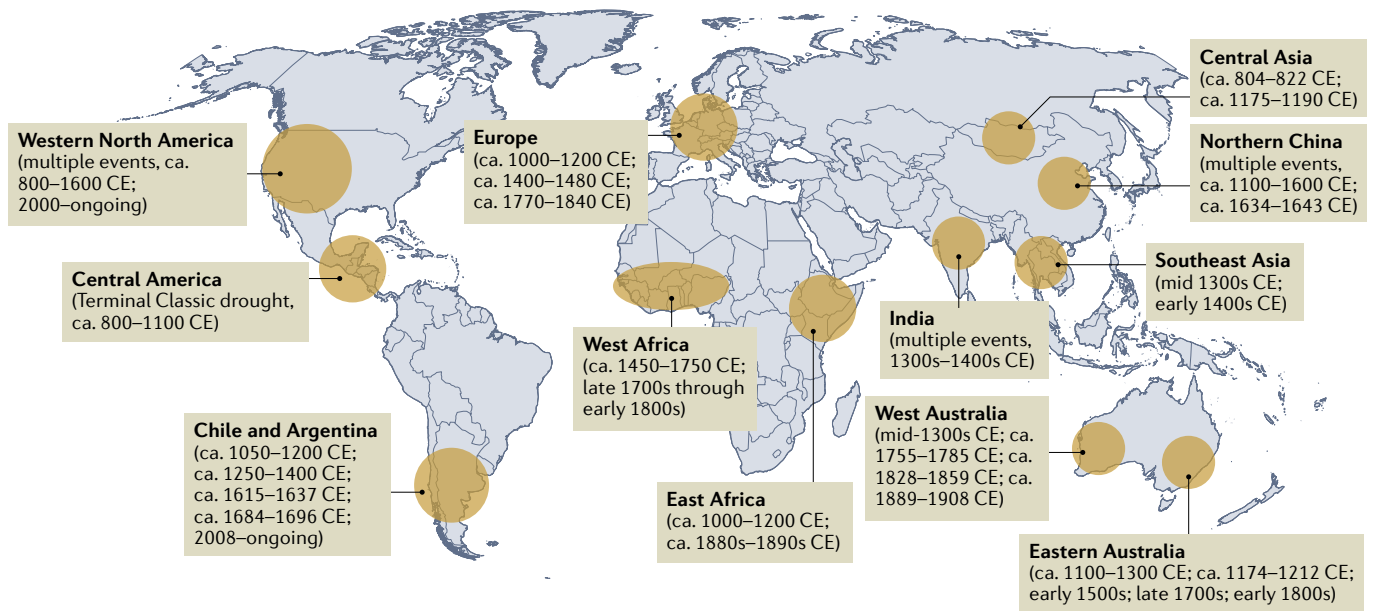 Western North America
(multiple events, ca.
800–1600 CE;
2000–ongoing)
Central America
(Terminal Classic drought,
ca. 800–1100 CE)
Chile and Argentina
(ca. 1050–1200 CE;
ca. 1250–1400 CE;
ca. 1615–1637 CE;
ca. 1684–1696 CE;
2008–ongoing)
Europe
(ca. 1000–1200 CE;
ca. 1400–1480 CE;
ca. 1770–1840 CE)
West Africa
(ca. 1450–1750 CE;
late 1700s through
early 1800s)
East Africa
(ca. 1000–1200 CE;
ca. 1880s–1890s CE)
Central Asia
(ca. 804–822 CE;
ca. 1175–1190 CE)
Northern China
(multiple events,
ca. 1100–1600 CE;
ca. 1634–1643 CE)
Southeast Asia
(mid 1300s CE;
early 1400s CE)
India
(multiple events,
1300s–1400s CE)
West Australia
(mid-1300s CE; ca.
1755–1785 CE; ca.
1828–1859 CE; ca.
1889–1908 CE)
Eastern Australia
(ca. 1100–1300 CE; ca. 1174–1212 CE;
early 1500s; late 1700s; early 1800s)